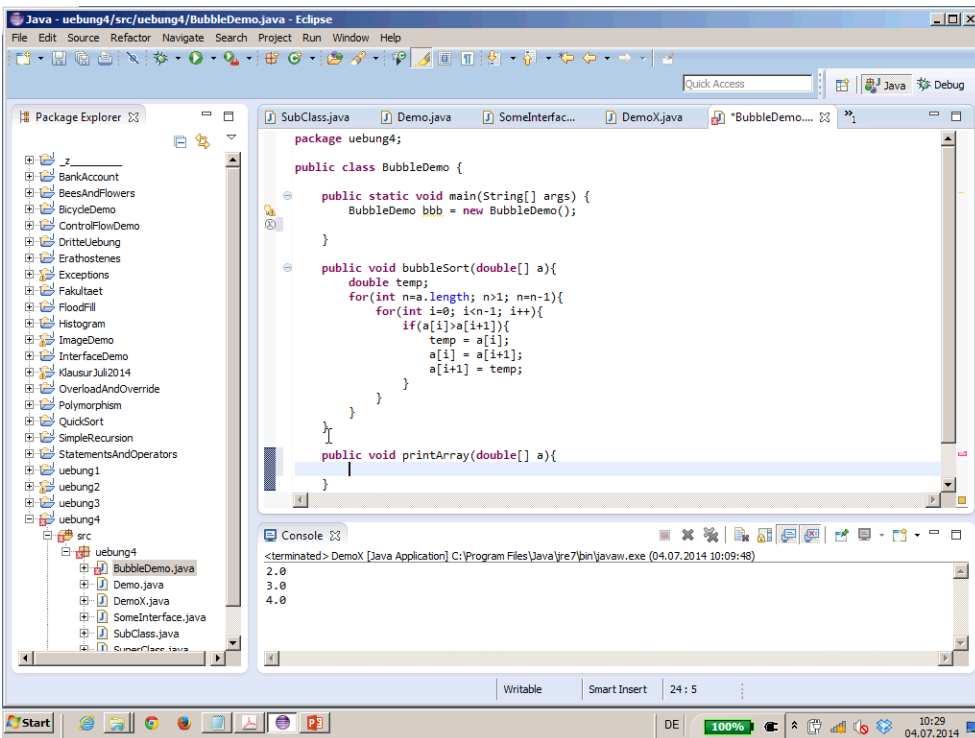 Java - uebung4/src/uebung4/BubbleDemo.java - Eclipse
File Edit Source Refactor Navigate Search Project Run Window Help
Quick Access
Java
Debug
Package Explorer
_z_________
BankAccount
BeesAndFlowers
BicycleDemo
ControlFlowDemo
DritteUebung
Erathostenes
Exceptions
Fakultaet
FloodFill
Histogram
ImageDemo
InterfaceDemo
KlausurJuli2014
OverloadAndOverride
Polymorphism
QuickSort
SimpleRecursion
StatementsAndOperators
uebung1
uebung2
uebung3
uebung4
src
uebung4
BubbleDemo.java
Demo.java
DemoX.java
SomeInterface.java
SubClass.java
SuperClass.java
SubClass.java
Demo.java
SomeInterfac...
DemoX.java
*BubbleDemo....
»1
package uebung4;
public class BubbleDemo {
public static void main(String[] args) {
BubbleDemo bbb = new BubbleDemo();
}
public void bubbleSort(double[] a){
double temp;
for(int n=a.length; n>1; n=n-1){
for(int i=0; i<n-1; i++){
if(a[i]>a[i+1]){
temp = a[i];
a[i] = a[i+1];
a[i+1] = temp;
}
}
}
}
public void printArray(double[] a){
}
Console
<terminated> DemoX [Java Application] C:\Program Files\Java\jre7\bin\javaw.exe (04.07.2014 10:09:48)
2.0
3.0
4.0
Writable
Smart Insert
24 : 5
Start
DE
100%
10:29
04.07.2014